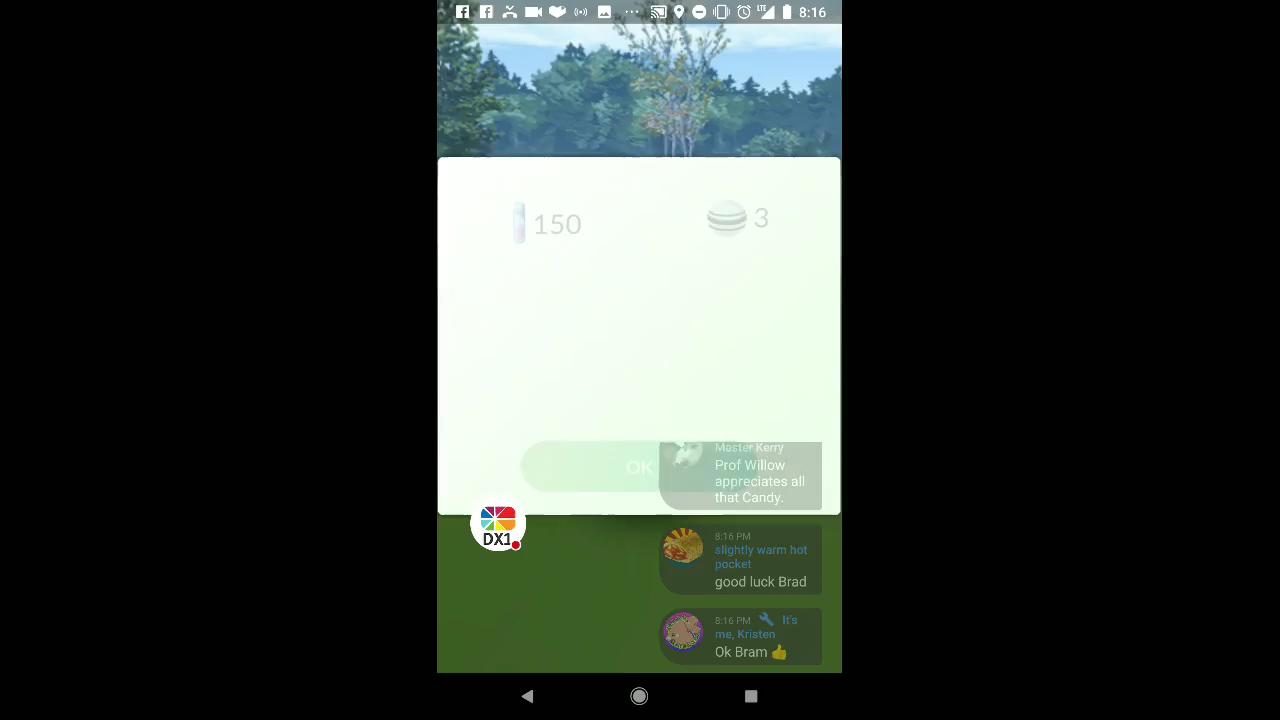 LTE 8:16
150
3
OK
Master Kerry
Prof Willow
appreciates all
that Candy.
DX1
8:16 PM
slightly warm hot
pocket
good luck Brad
8:16 PM It's
me, Kristen
Ok Bram 👍